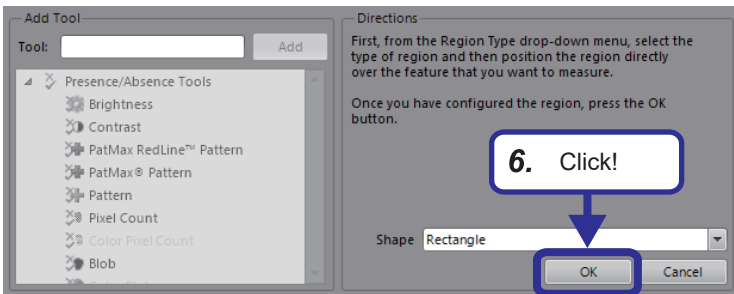 Add Tool
Tool:
Add
Presence/Absence Tools
Brightness
Contrast
PatMax RedLine™ Pattern
PatMax® Pattern
Pattern
Pixel Count
Color Pixel Count
Blob
Directions
First, from the Region Type drop-down menu, select the
type of region and then position the region directly
over the feature that you want to measure.
Once you have configured the region, press the OK
button.
6. Click!
Shape Rectangle
OK Cancel